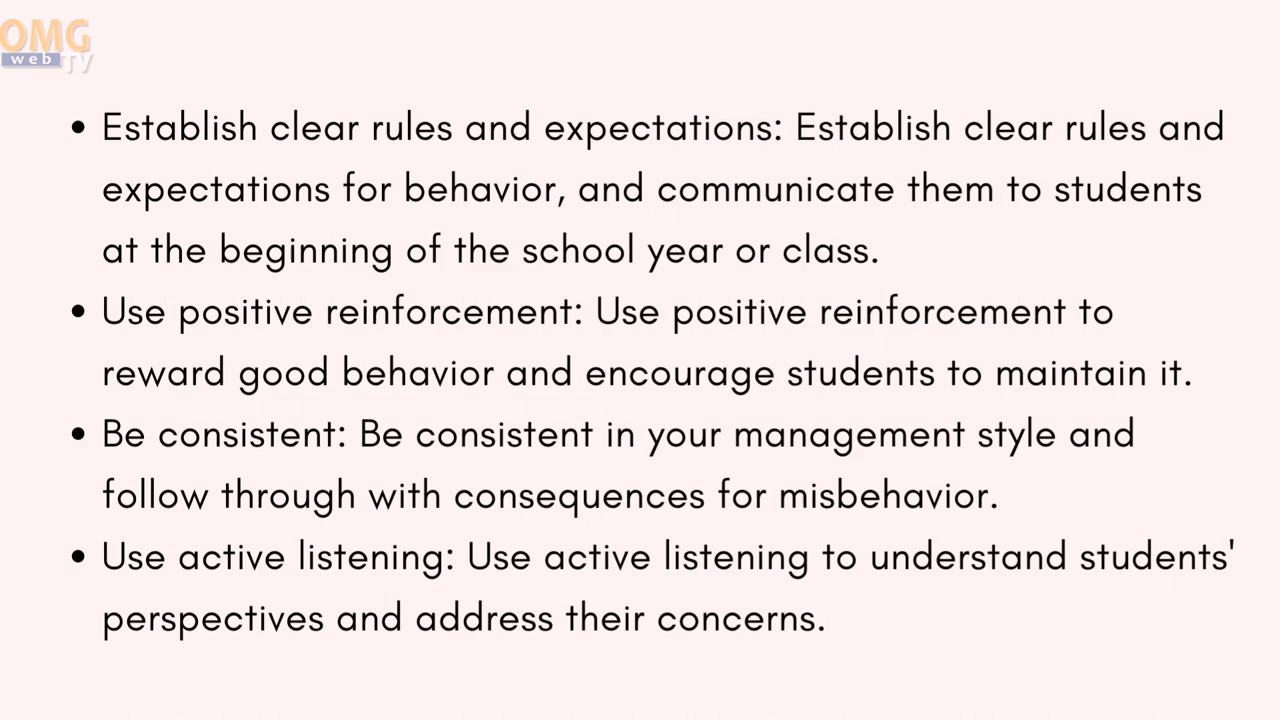 OMG
web TV
• Establish clear rules and expectations: Establish clear rules and
expectations for behavior, and communicate them to students
at the beginning of the school year or class.
• Use positive reinforcement: Use positive reinforcement to
reward good behavior and encourage students to maintain it.
• Be consistent: Be consistent in your management style and
follow through with consequences for misbehavior.
• Use active listening: Use active listening to understand students'
perspectives and address their concerns.